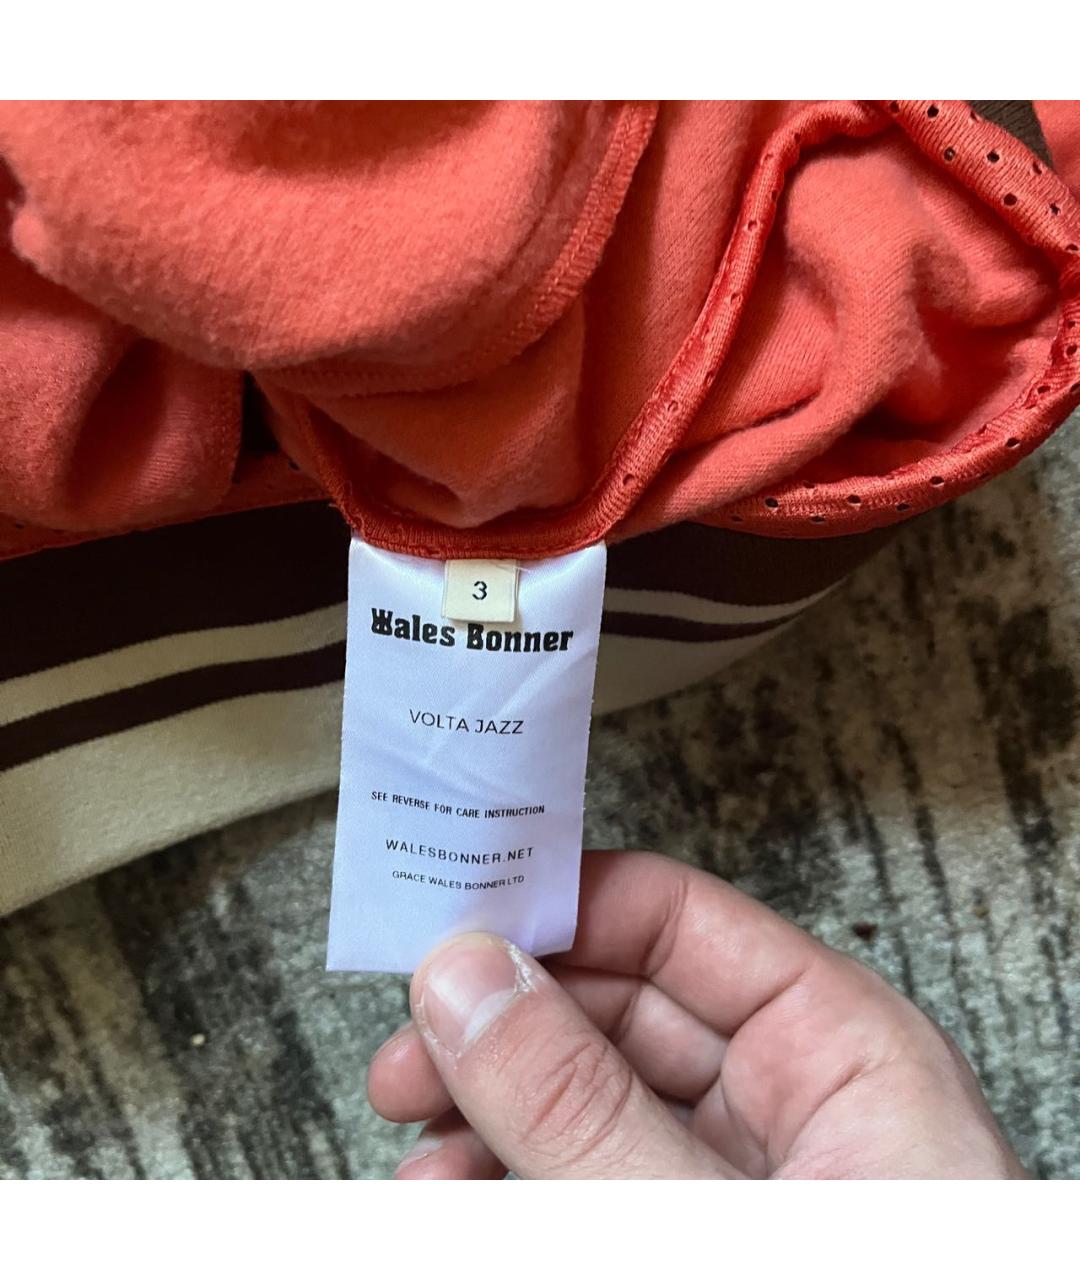 3
Wales Bonner
VOLTA JAZZ
SEE REVERSE FOR CARE INSTRUCTION
WALESBONNER.NET
GRACE WALES BONNER LTD